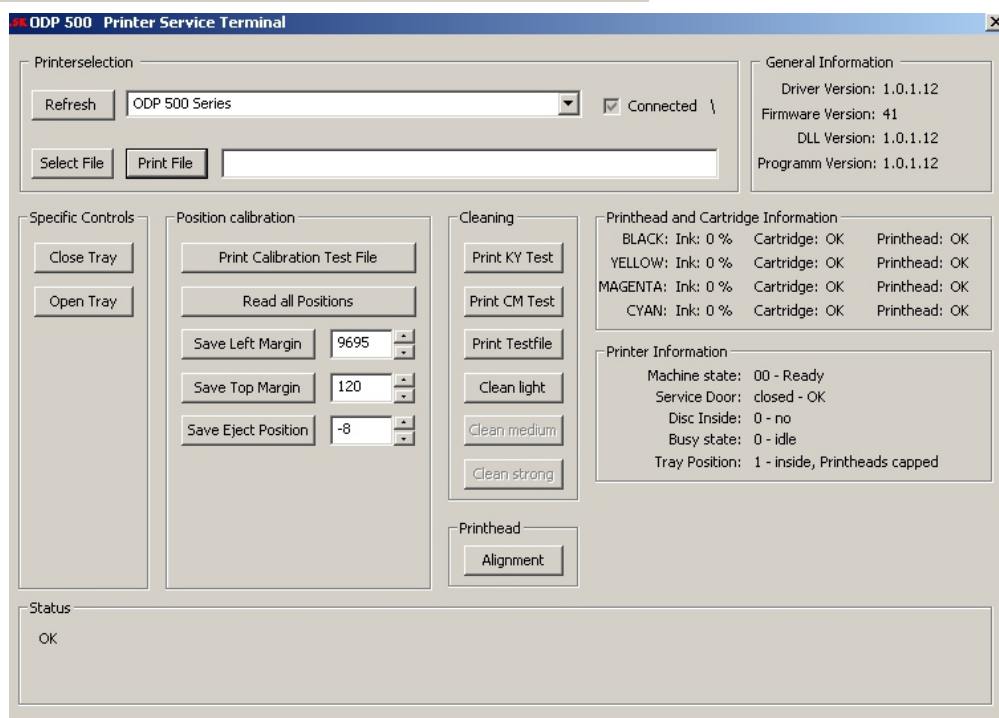 .SK ODP 500 Printer Service Terminal
Printerselection
Refresh
ODP 500 Series
Connected \
Select File
Print File
General Information
Driver Version: 1.0.1.12
Firmware Version: 41
DLL Version: 1.0.1.12
Programm Version: 1.0.1.12
Specific Controls
Close Tray
Open Tray
Position calibration
Print Calibration Test File
Read all Positions
Save Left Margin 9695
Save Top Margin 120
Save Eject Position -8
Cleaning
Print KY Test
Print CM Test
Print Testfile
Clean light
Clean medium
Clean strong
Printhead
Alignment
Printhead and Cartridge Information
BLACK: Ink: 0 % Cartridge: OK Printhead: OK
YELLOW: Ink: 0 % Cartridge: OK Printhead: OK
MAGENTA: Ink: 0 % Cartridge: OK Printhead: OK
CYAN: Ink: 0 % Cartridge: OK Printhead: OK
Printer Information
Machine state: 00 - Ready
Service Door: closed - OK
Disc Inside: 0 - no
Busy state: 0 - idle
Tray Position: 1 - inside, Printheads capped
Status
OK